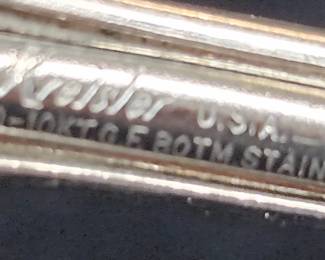 Kreisler U.S.A.
-10KT.G F BOTM STAIN